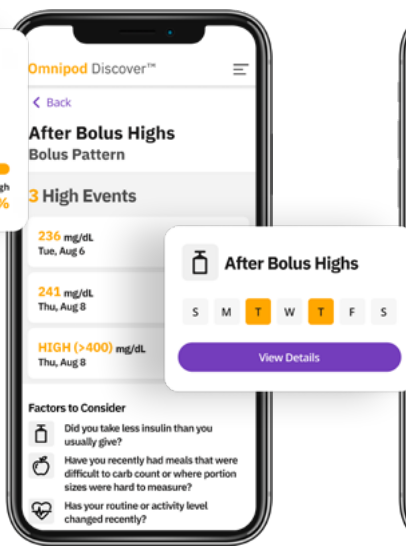 Omnipod Discover™
Back
After Bolus Highs
Bolus Pattern
3 High Events
236 mg/dL
Tue, Aug 6
241 mg/dL
Thu, Aug 8
HIGH (>400) mg/dL
Thu, Aug 8
Factors to Consider
Did you take less insulin than you
usually give?
Have you recently had meals that were
difficult to carb count or where portion
sizes were hard to measure?
Has your routine or activity level
changed recently?
After Bolus Highs
S M T W T F S
View Details
%